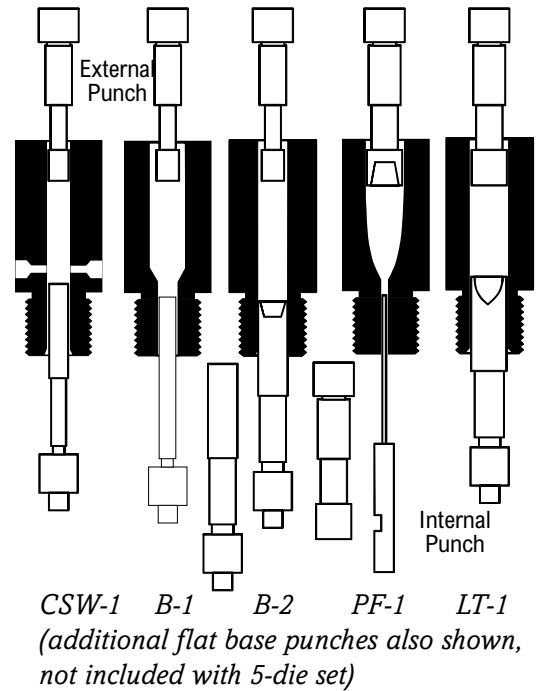 External
Punch
Internal
Punch
CSW-1 B-1 B-2 PF-1 LT-1
(additional flat base punches also shown,
not included with 5-die set)